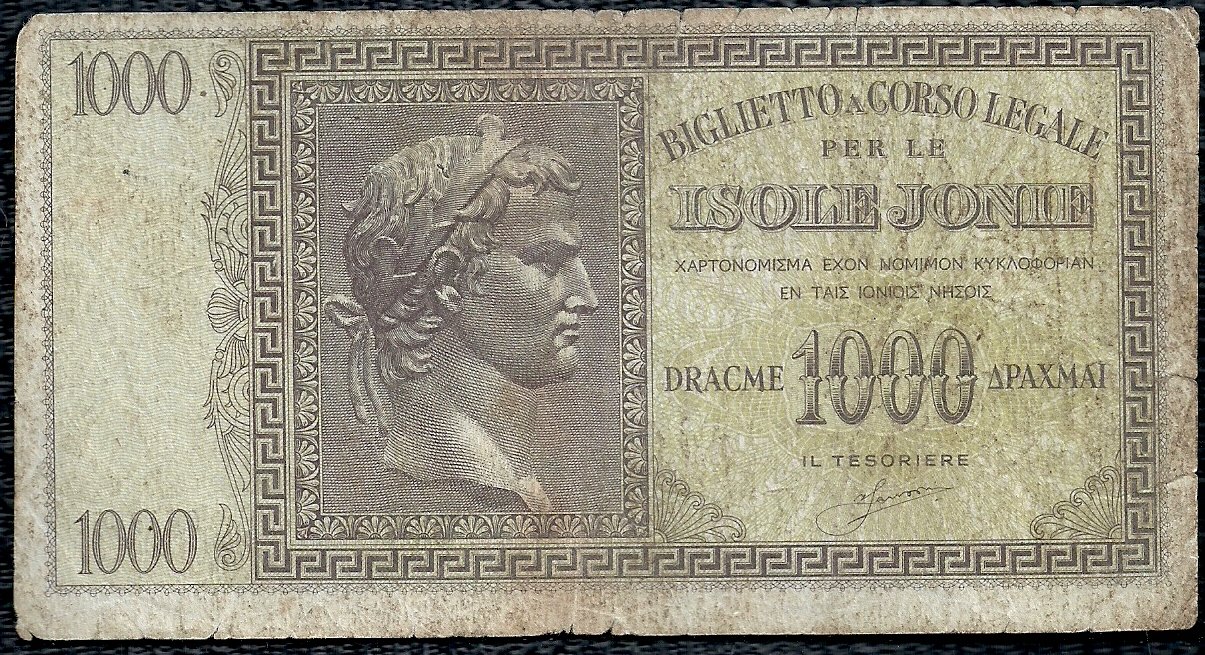 1000
BIGLIETTO A CORSO LEGALE
PER LE
ISOLE JONIE
ΧΑΡΤΟΝΟΜΙΣΜΑ ΕΧΟΝ ΝΟΜΙΜΟΝ ΚΥΚΛΟΦΟΡΙΑΝ
ΕΝ ΤΑΙΣ ΙΟΝΙΟΙΣ ΝΗΣΟΙΣ
DRACME 1000 ΔΡΑΧΜΑΙ
IL TESORIERE
1000